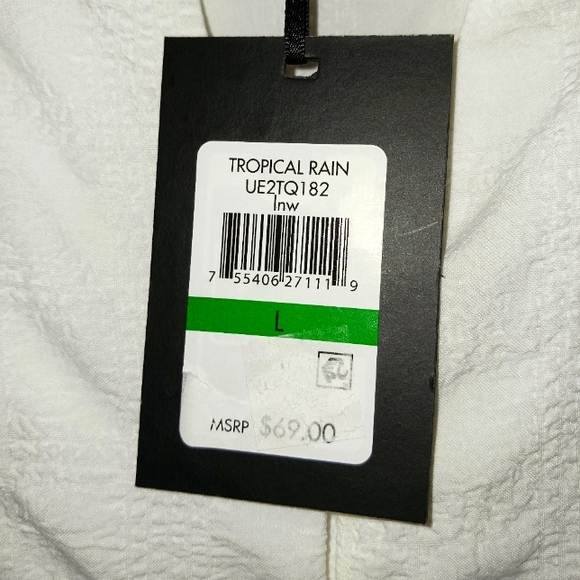 TROPICAL RAIN
UE2TQ182
lnw
7 55406 27111 9
L
MSRP $69.00